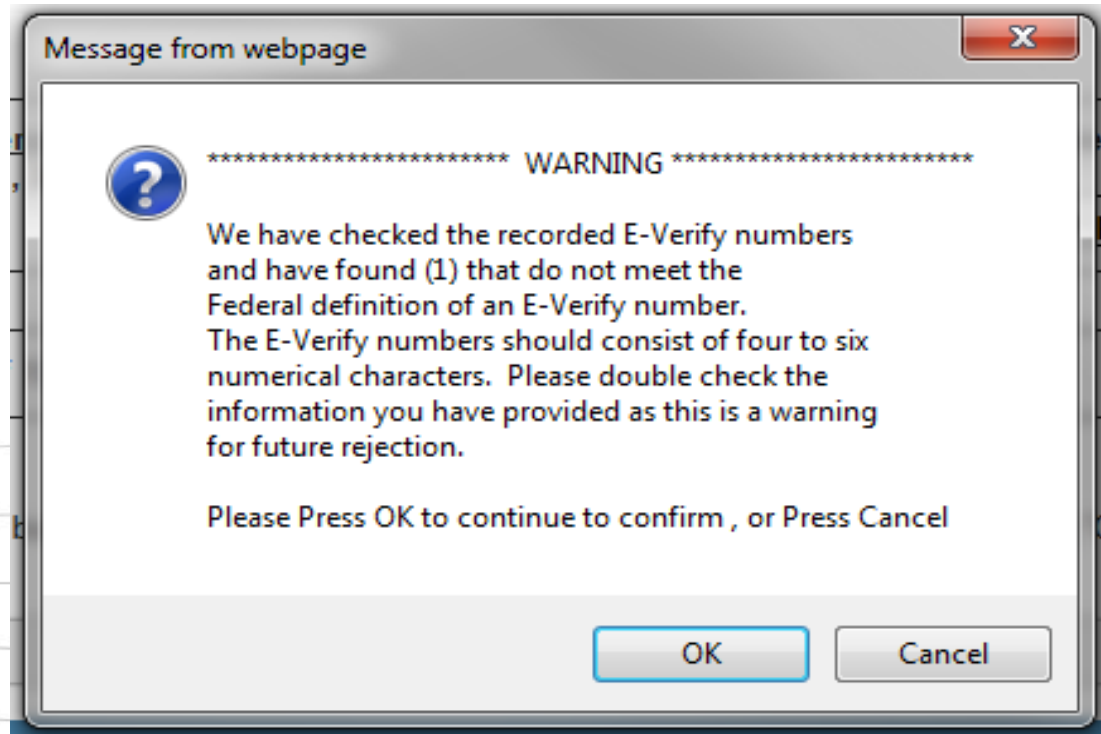 Message from webpage
************************ WARNING ************************
We have checked the recorded E-Verify numbers
and have found (1) that do not meet the
Federal definition of an E-Verify number.
The E-Verify numbers should consist of four to six
numerical characters.  Please double check the
information you have provided as this is a warning
for future rejection.
Please Press OK to continue to confirm , or Press Cancel
OK
Cancel